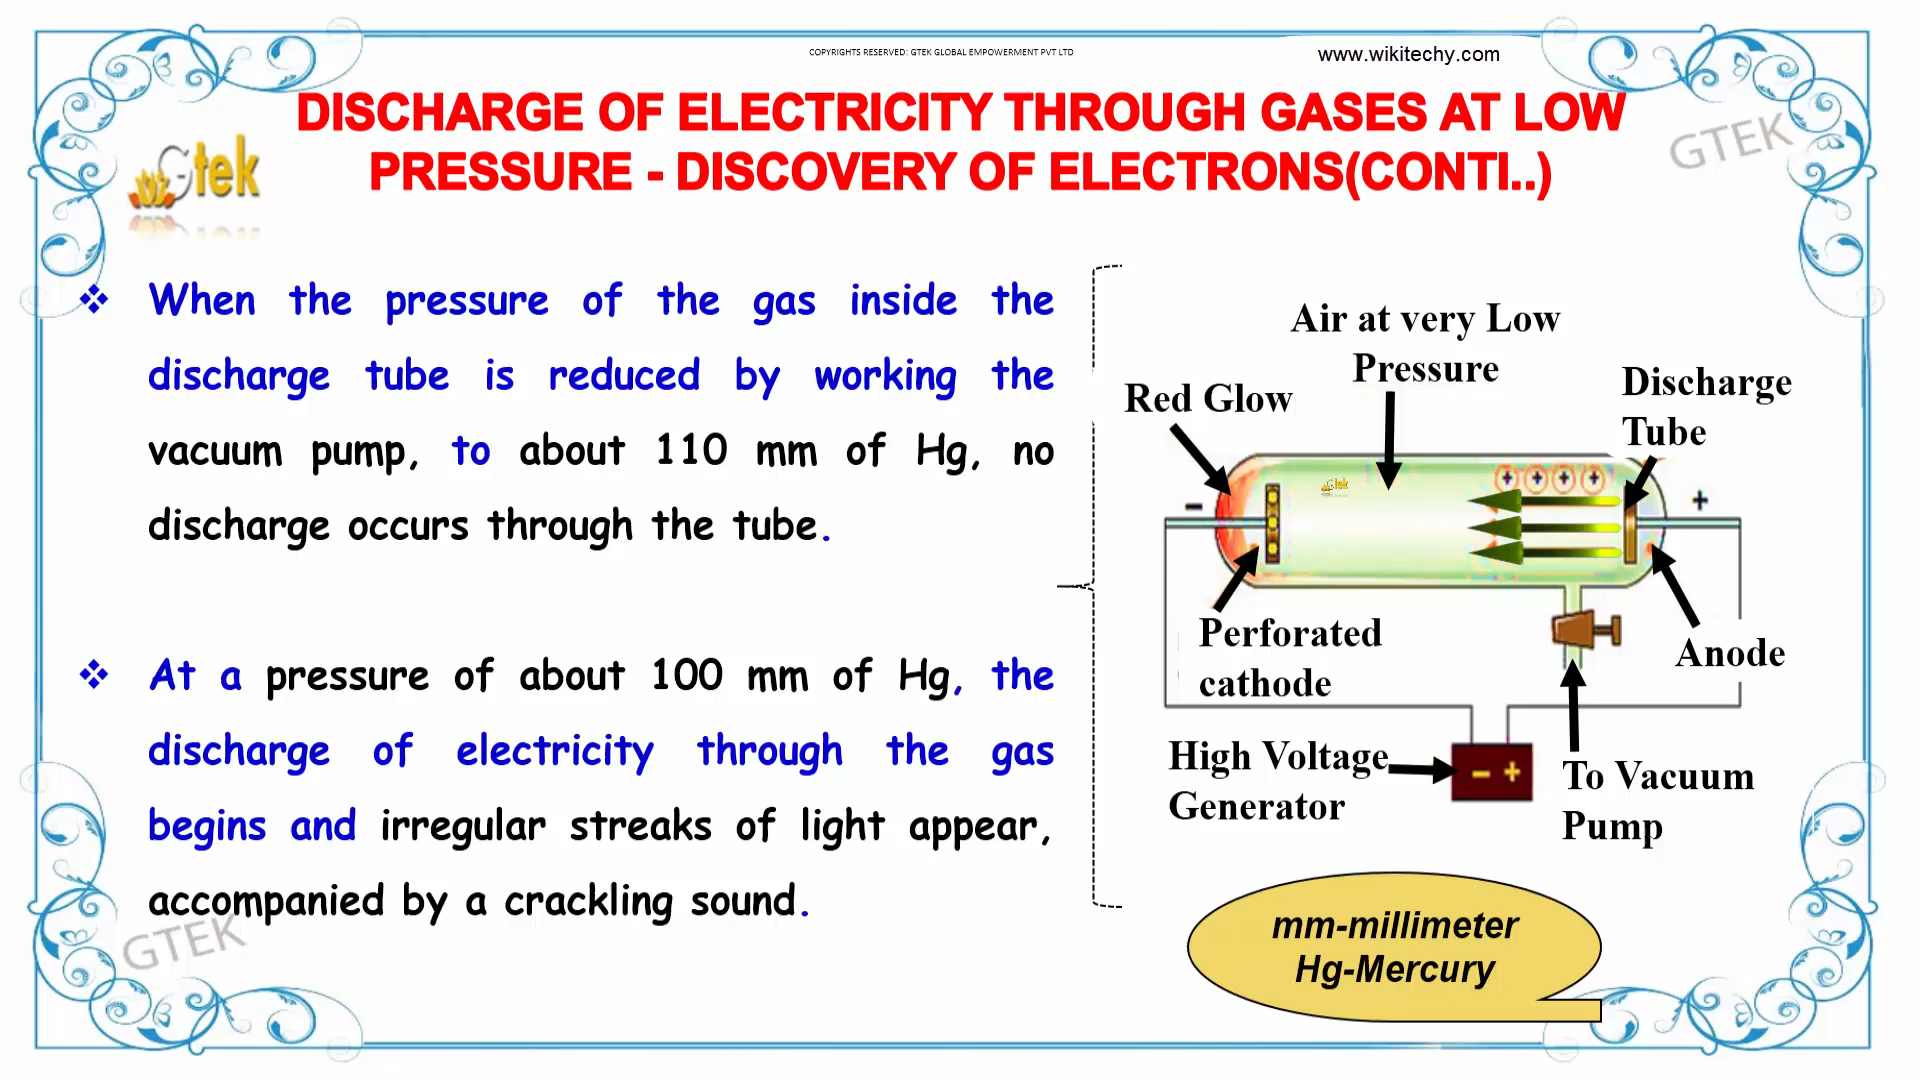 COPYRIGHTS RESERVED: GTEK GLOBAL EMPOWERMENT PVT LTD
www.wikitechy.com
DISCHARGE OF ELECTRICITY THROUGH GASES AT LOW
PRESSURE - DISCOVERY OF ELECTRONS(CONTI..)
GTEK
Gtek
❖ When the pressure of the gas inside the
discharge tube is reduced by working the
vacuum pump, to about 110 mm of Hg, no
discharge occurs through the tube.
❖ At a pressure of about 100 mm of Hg, the
discharge of electricity through the gas
begins and irregular streaks of light appear,
accompanied by a crackling sound.
GTEK
Air at very Low
Pressure
Red Glow
Discharge
Tube
Gtek
+ + + +
−
+
Perforated
cathode
Anode
High Voltage
Generator
− +
To Vacuum
Pump
mm-millimeter
Hg-Mercury